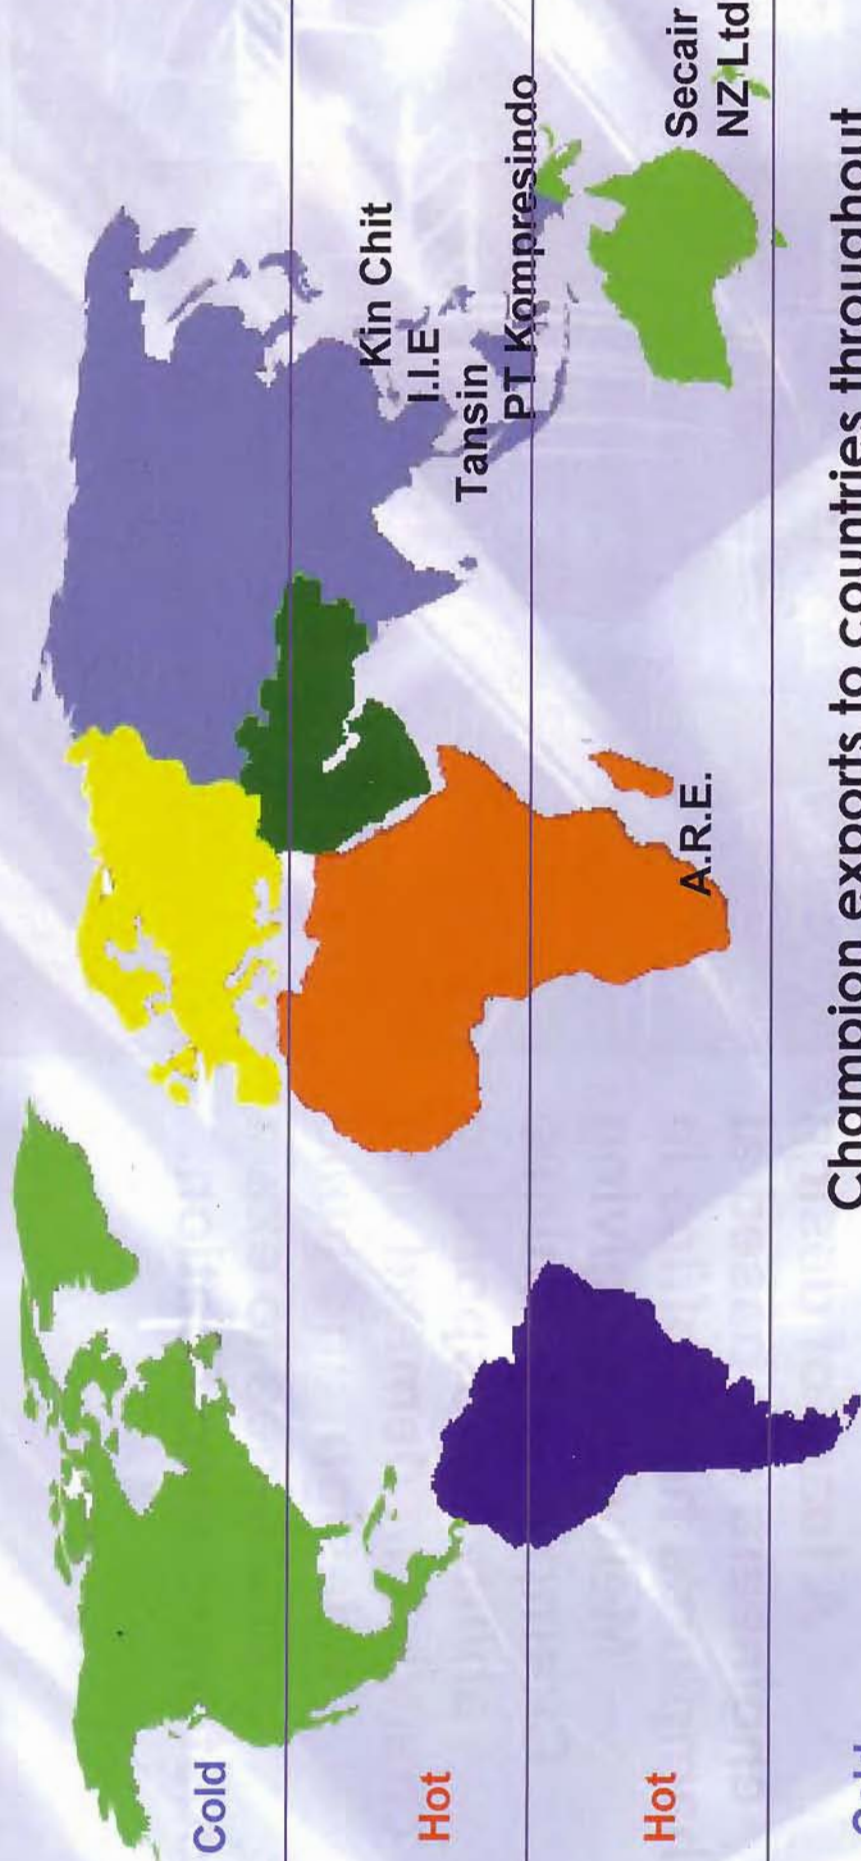 Cold
Hot
Hot
Kin Chit
I.I.E
Tansin
PT Kompresindo
Secair
NZ Ltd
A.R.E.
Champion exports to countries throughout